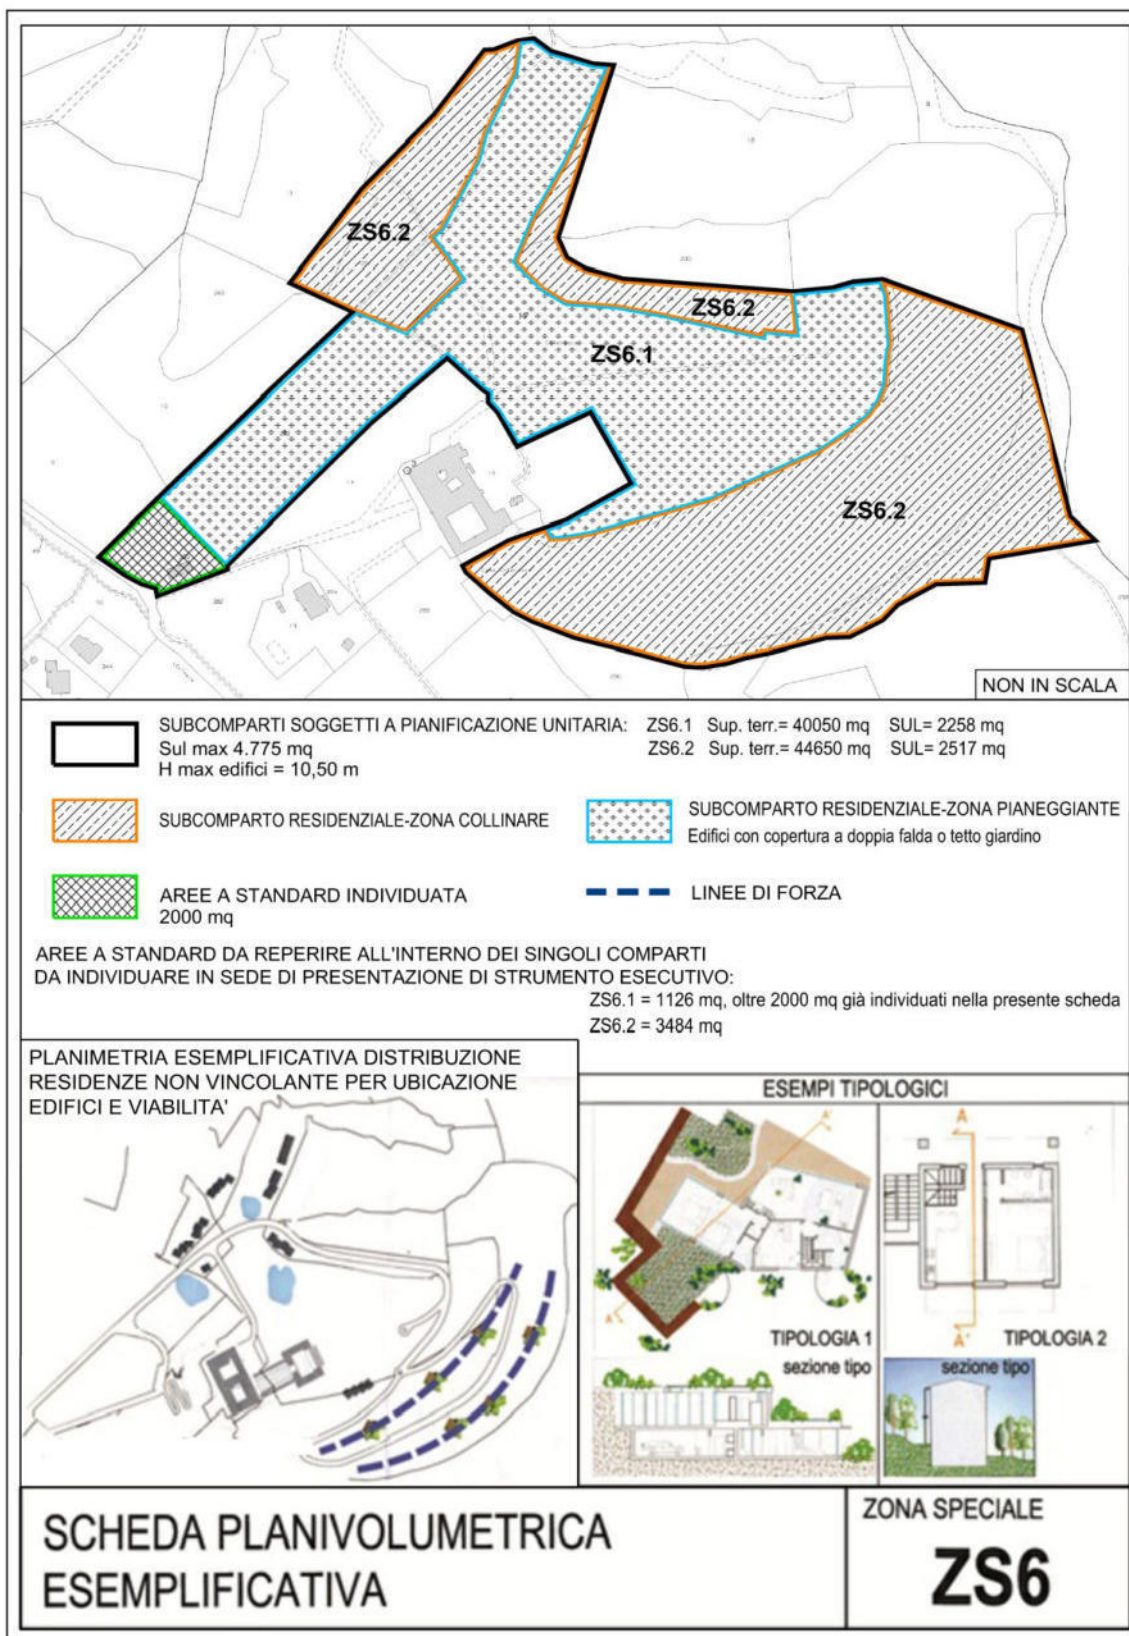 ZS6.2
ZS6.2
ZS6.1
ZS6.2
NON IN SCALA
SUBCOMPARTI SOGGETTI A PIANIFICAZIONE UNITARIA: ZS6.1 Sup. terr.= 40050 mq SUL= 2258 mq
Sul max 4.775 mq ZS6.2 Sup. terr.= 44650 mq SUL= 2517 mq
H max edifici = 10,50 m
SUBCOMPARTO RESIDENZIALE-ZONA COLLINARE
SUBCOMPARTO RESIDENZIALE-ZONA PIANEGGIANTE
Edifici con copertura a doppia falda o tetto giardino
AREE A STANDARD INDIVIDUATA
2000 mq
LINEE DI FORZA
AREE A STANDARD DA REPERIRE ALL'INTERNO DEI SINGOLI COMPARTI
DA INDIVIDUARE IN SEDE DI PRESENTAZIONE DI STRUMENTO ESECUTIVO:
ZS6.1 = 1126 mq, oltre 2000 mq già individuati nella presente scheda
ZS6.2 = 3484 mq
PLANIMETRIA ESEMPLIFICATIVA DISTRIBUZIONE
RESIDENZE NON VINCOLANTE PER UBICAZIONE
EDIFICI E VIABILITA'
ESEMPI TIPOLOGICI
A'
A
TIPOLOGIA 1
sezione tipo
A
A'
TIPOLOGIA 2
sezione tipo
SCHEDA PLANIVOLUMETRICA
ESEMPLIFICATIVA
ZONA SPECIALE
ZS6